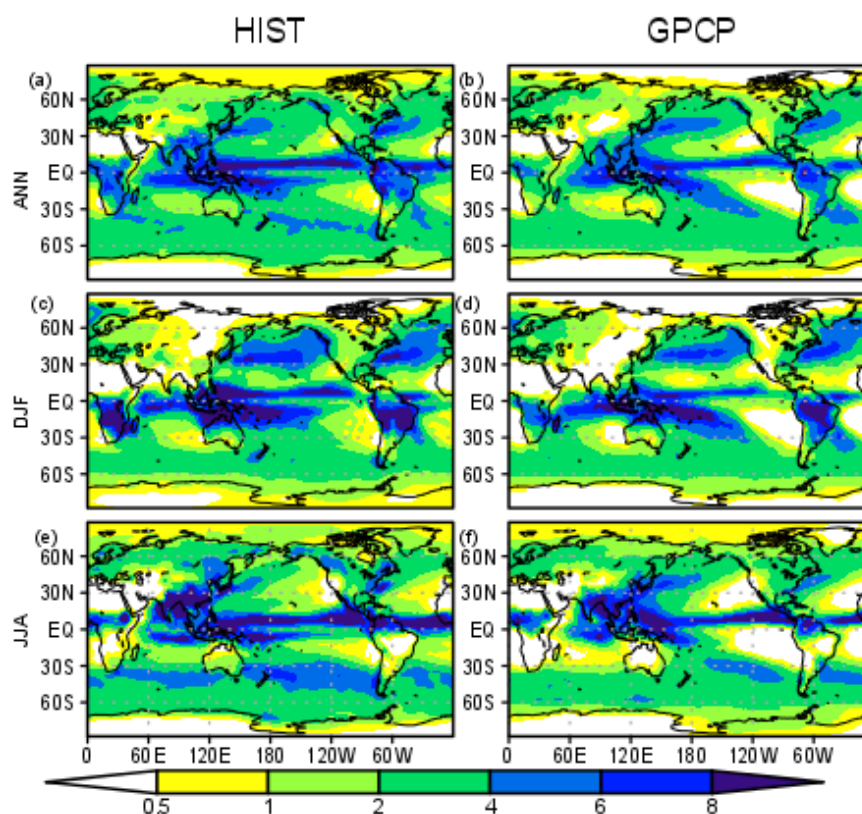 HIST GPCP
(a) (b)
60N 60N
30N 30N
EQ EQ
30S 30S
60S 60S
ANN
(c) (d)
60N 60N
30N 30N
EQ EQ
30S 30S
60S 60S
DJF
(e) (f)
60N 60N
30N 30N
EQ EQ
30S 30S
60S 60S
JJA
0 60E 120E 180 120W 60W 0 60E 120E 180 120W 60W
0.5 1 2 4 6 8